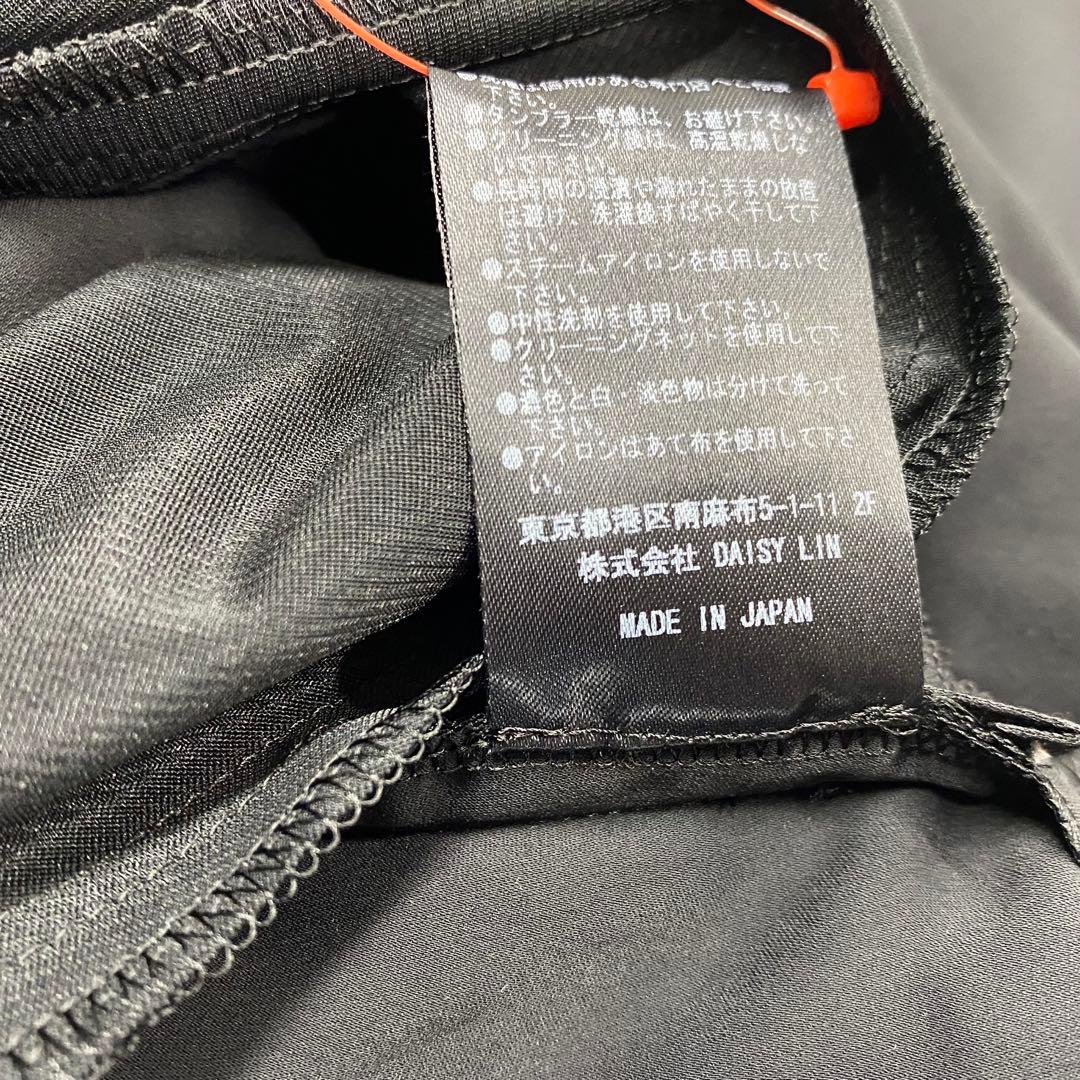 下さい。
●タンブラー乾燥は、お避け下さい。
●クリーニング後は、高温乾燥しな
いで下さい。
●長時間の浸漬や濡れたままの放置
は避け、洗濯後すばやく干して下
さい。
●スチームアイロンを使用しないで
下さい。
●中性洗剤を使用して下さい。
●クリーニングネットを使用して下
さい。
●濃色と白・淡色物は分けて洗って
下さい。
●アイロンはあて布を使用して下さ
い。
東京都港区南麻布5-1-11 2F
株式会社 DAISY LIN
MADE IN JAPAN